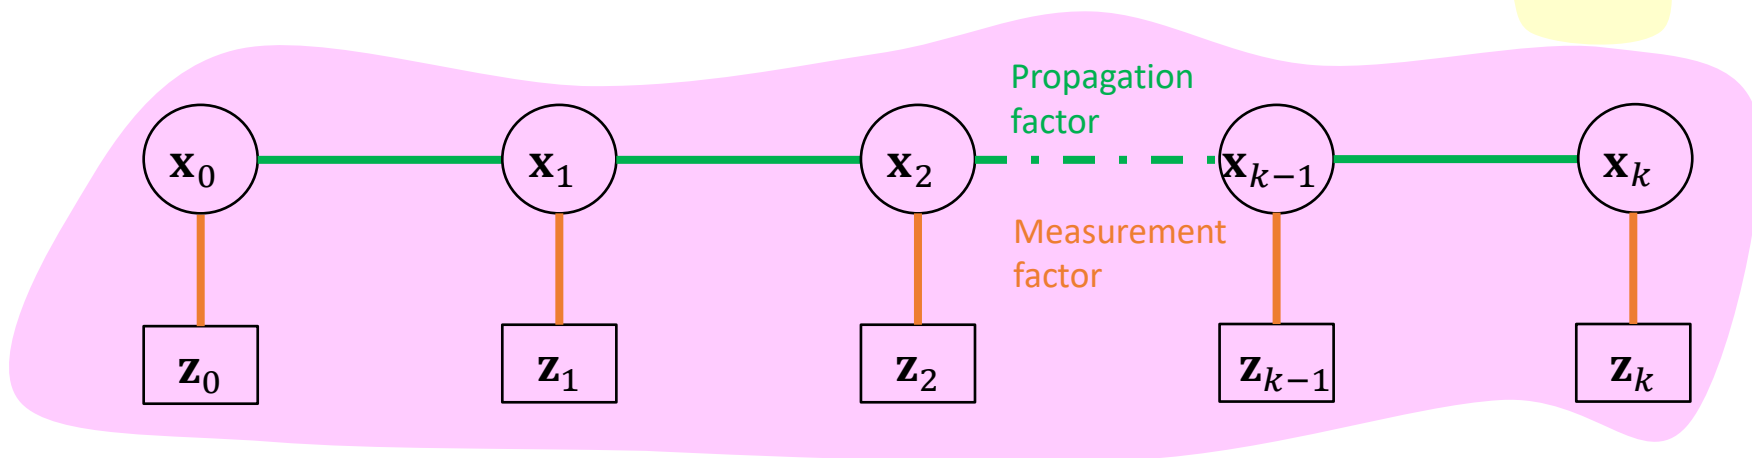 Propagation
factor
𝐱₀ 𝐱₁ 𝐱₂ 𝐱ₖ₋₁ 𝐱ₖ
Measurement
factor
𝐳₀ 𝐳₁ 𝐳₂ 𝐳ₖ₋₁ 𝐳ₖ